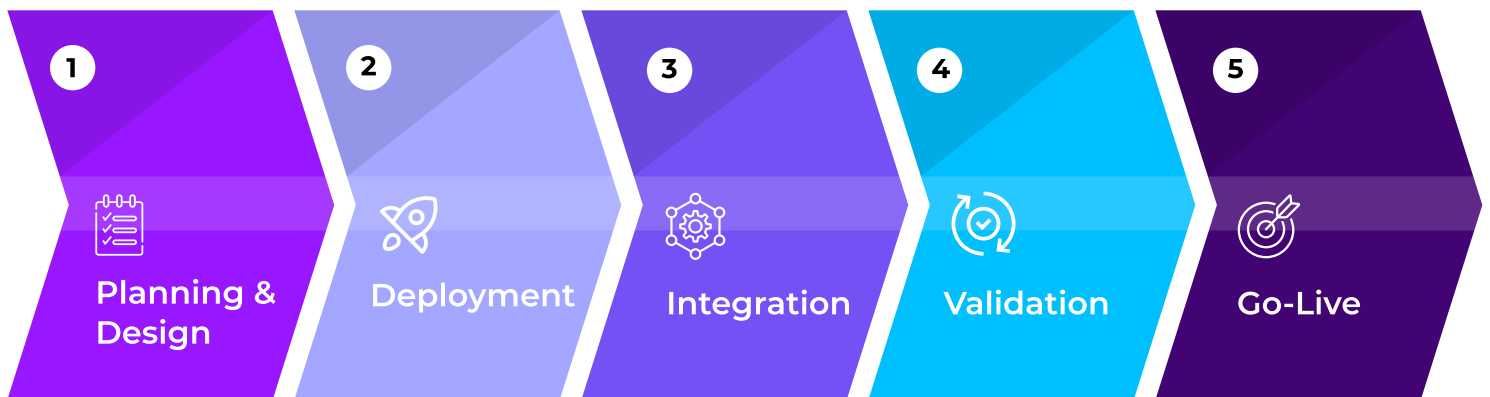 1
Planning &
Design
2
Deployment
3
Integration
4
Validation
5
Go-Live